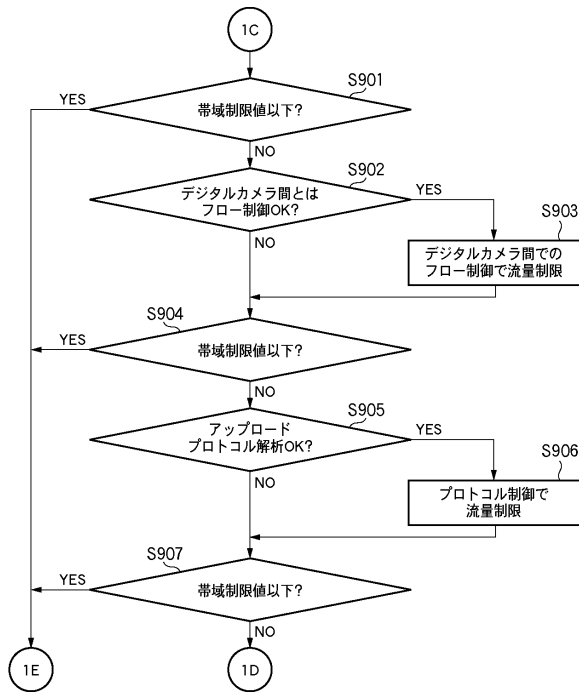 1C
S901
YES
帯域制限値以下?
NO
S902
デジタルカメラ間とは
フロー制御OK?
YES
NO
S903
デジタルカメラ間での
フロー制御で流量制限
S904
YES
帯域制限値以下?
NO
S905
アップロード
プロトコル解析OK?
YES
NO
S906
プロトコル制御で
流量制限
S907
YES
帯域制限値以下?
NO
1E
1D